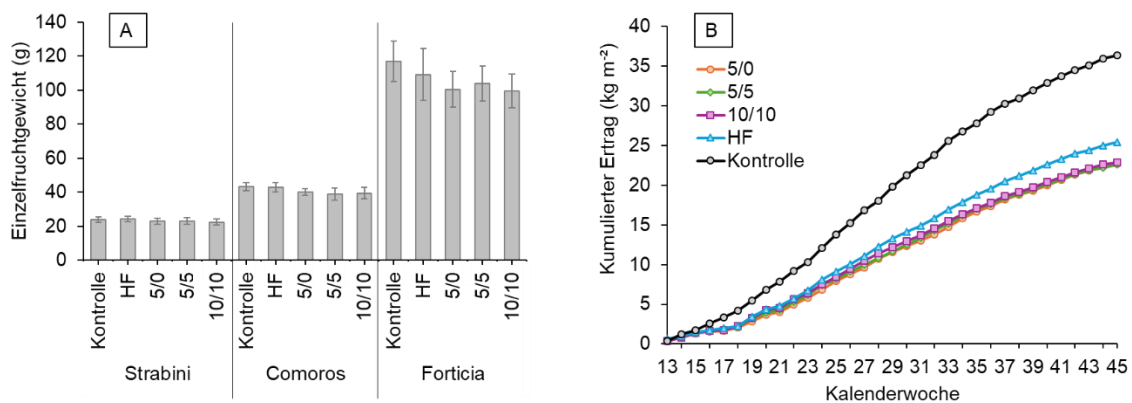 A
Einzelfruchtgewicht (g)
140
120
100
80
60
40
20
0
Kontrolle HF 5/0 5/5 10/10 Kontrolle HF 5/0 5/5 10/10 Kontrolle HF 5/0 5/5 10/10
Strabini Comoros Forticia
B
Kumulierter Ertrag (kg m⁻²)
40
35
30
25
20
15
10
5
0
5/0
5/5
10/10
HF
Kontrolle
13 15 17 19 21 23 25 27 29 31 33 35 37 39 41 43 45
Kalenderwoche